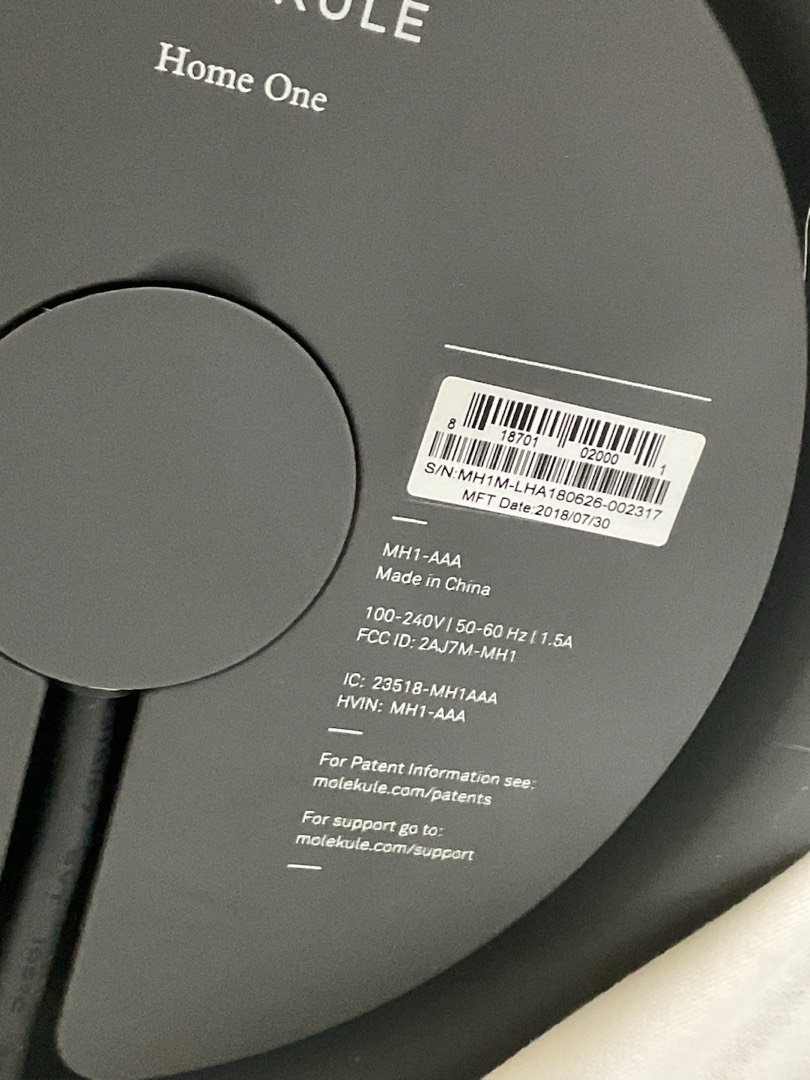 KULE
Home One
8 18701 02000 1
S/N:MH1M-LHA180626-002317
MFT Date:2018/07/30
MH1-AAA
Made in China
100-240V | 50-60 Hz | 1.5A
FCC ID: 2AJ7M-MH1
IC: 23518-MH1AAA
HVIN: MH1-AAA
For Patent Information see:
molekule.com/patents
For support go to:
molekule.com/support